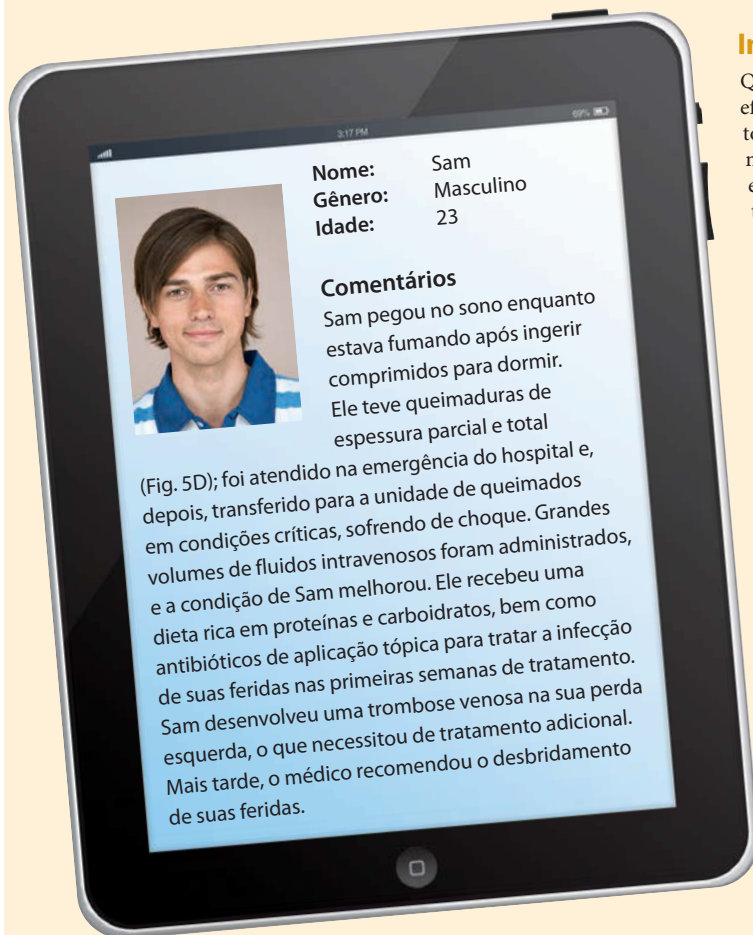 3:17 PM
69%
Nome: Sam
Gênero: Masculino
Idade: 23
Comentários
Sam pegou no sono enquanto
estava fumando após ingerir
comprimidos para dormir.
Ele teve queimaduras de
espessura parcial e total
(Fig. 5D); foi atendido na emergência do hospital e,
depois, transferido para a unidade de queimados
em condições críticas, sofrendo de choque. Grandes
volumes de fluidos intravenosos foram administrados,
e a condição de Sam melhorou. Ele recebeu uma
dieta rica em proteínas e carboidratos, bem como
antibióticos de aplicação tópica para tratar a infecção
de suas feridas nas primeiras semanas de tratamento.
Sam desenvolveu uma trombose venosa na sua perda
esquerda, o que necessitou de tratamento adicional.
Mais tarde, o médico recomendou o desbridamento
de suas feridas.